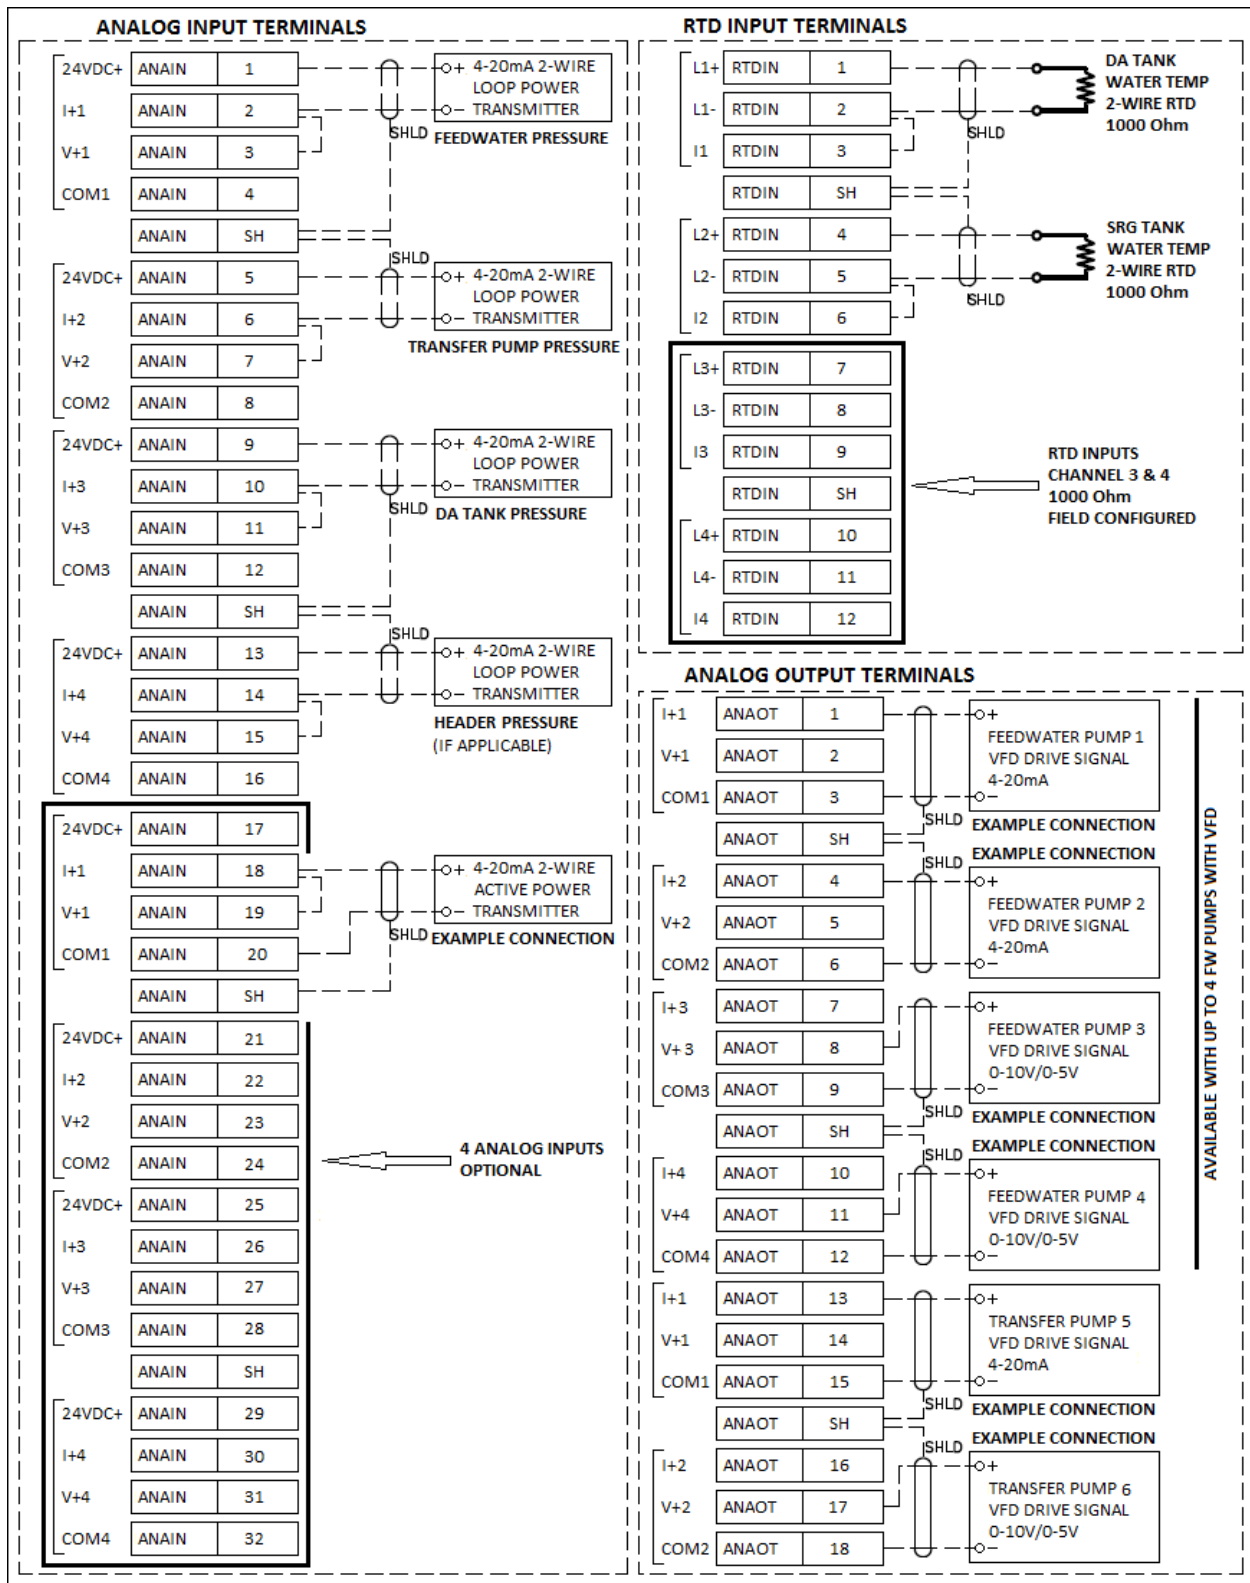 ANALOG INPUT TERMINALS
24VDC+ ANAIN 1
I+1 ANAIN 2
V+1 ANAIN 3
COM1 ANAIN 4
ANAIN SH
24VDC+ ANAIN 5
I+2 ANAIN 6
V+2 ANAIN 7
COM2 ANAIN 8
24VDC+ ANAIN 9
I+3 ANAIN 10
V+3 ANAIN 11
COM3 ANAIN 12
ANAIN SH
24VDC+ ANAIN 13
I+4 ANAIN 14
V+4 ANAIN 15
COM4 ANAIN 16
24VDC+ ANAIN 17
I+1 ANAIN 18
V+1 ANAIN 19
COM1 ANAIN 20
ANAIN SH
24VDC+ ANAIN 21
I+2 ANAIN 22
V+2 ANAIN 23
COM2 ANAIN 24
24VDC+ ANAIN 25
I+3 ANAIN 26
V+3 ANAIN 27
COM3 ANAIN 28
ANAIN SH
24VDC+ ANAIN 29
I+4 ANAIN 30
V+4 ANAIN 31
COM4 ANAIN 32
+ 4-20mA 2-WIRE
LOOP POWER
- TRANSMITTER
SHLD
FEEDWATER PRESSURE
SHLD
+ 4-20mA 2-WIRE
LOOP POWER
- TRANSMITTER
TRANSFER PUMP PRESSURE
+ 4-20mA 2-WIRE
LOOP POWER
- TRANSMITTER
SHLD
DA TANK PRESSURE
SHLD
+ 4-20mA 2-WIRE
LOOP POWER
- TRANSMITTER
HEADER PRESSURE
(IF APPLICABLE)
+ 4-20mA 2-WIRE
ACTIVE POWER
- TRANSMITTER
SHLD
EXAMPLE CONNECTION
4 ANALOG INPUTS
OPTIONAL
RTD INPUT TERMINALS
L1+ RTDIN 1
L1- RTDIN 2
I1 RTDIN 3
RTDIN SH
L2+ RTDIN 4
L2- RTDIN 5
I2 RTDIN 6
L3+ RTDIN 7
L3- RTDIN 8
I3 RTDIN 9
RTDIN SH
L4+ RTDIN 10
L4- RTDIN 11
I4 RTDIN 12
SHLD
DA TANK
WATER TEMP
2-WIRE RTD
1000 Ohm
SHLD
SRG TANK
WATER TEMP
2-WIRE RTD
1000 Ohm
RTD INPUTS
CHANNEL 3 & 4
1000 Ohm
FIELD CONFIGURED
ANALOG OUTPUT TERMINALS
I+1 ANAOT 1
V+1 ANAOT 2
COM1 ANAOT 3
ANAOT SH
I+2 ANAOT 4
V+2 ANAOT 5
COM2 ANAOT 6
I+3 ANAOT 7
V+ 3 ANAOT 8
COM3 ANAOT 9
ANAOT SH
I+4 ANAOT 10
V+4 ANAOT 11
COM4 ANAOT 12
I+1 ANAOT 13
V+1 ANAOT 14
COM1 ANAOT 15
ANAOT SH
I+2 ANAOT 16
V+2 ANAOT 17
COM2 ANAOT 18
+
FEEDWATER PUMP 1
VFD DRIVE SIGNAL
4-20mA
-
SHLD
EXAMPLE CONNECTION
SHLD
EXAMPLE CONNECTION
+
FEEDWATER PUMP 2
VFD DRIVE SIGNAL
4-20mA
-
+
FEEDWATER PUMP 3
VFD DRIVE SIGNAL
0-10V/0-5V
-
SHLD
EXAMPLE CONNECTION
SHLD
EXAMPLE CONNECTION
+
FEEDWATER PUMP 4
VFD DRIVE SIGNAL
0-10V/0-5V
-
+
TRANSFER PUMP 5
VFD DRIVE SIGNAL
4-20mA
-
SHLD
EXAMPLE CONNECTION
SHLD
EXAMPLE CONNECTION
+
TRANSFER PUMP 6
VFD DRIVE SIGNAL
0-10V/0-5V
-
AVAILABLE WITH UP TO 4 FW PUMPS WITH VFD